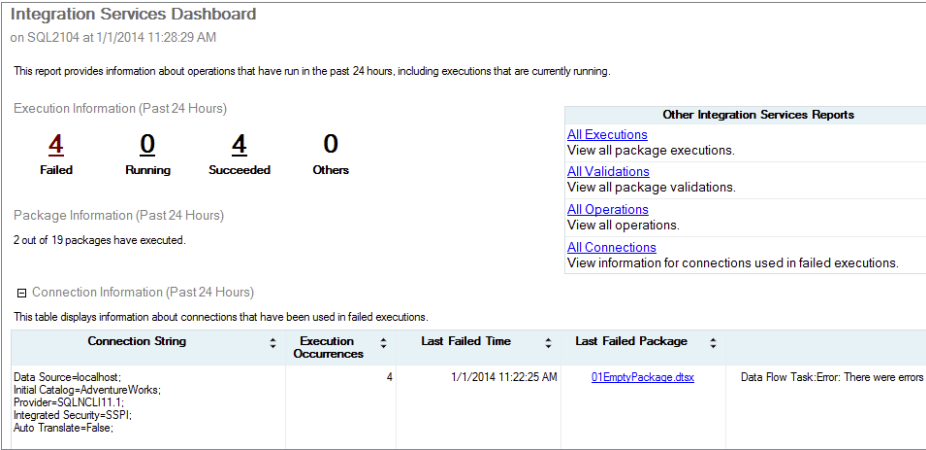 Integration Services Dashboard
on SQL2104 at 1/1/2014 11:28:29 AM
This report provides information about operations that have run in the past 24 hours, including executions that are currently running.
Execution Information (Past 24 Hours)
4 0 4 0
Failed Running Succeeded Others
Package Information (Past 24 Hours)
2 out of 19 packages have executed.
Other Integration Services Reports
All Executions
View all package executions.
All Validations
View all package validations.
All Operations
View all operations.
All Connections
View information for connections used in failed executions.
Connection Information (Past 24 Hours)
This table displays information about connections that have been used in failed executions.
Connection String Execution Occurrences Last Failed Time Last Failed Package
Data Source=localhost; 4 1/1/2014 11:22:25 AM 01EmptyPackage.dtsx Data Flow Task:Error: There were errors
Initial Catalog=AdventureWorks;
Provider=SQLNCLI11.1;
Integrated Security=SSPI;
Auto Translate=False;